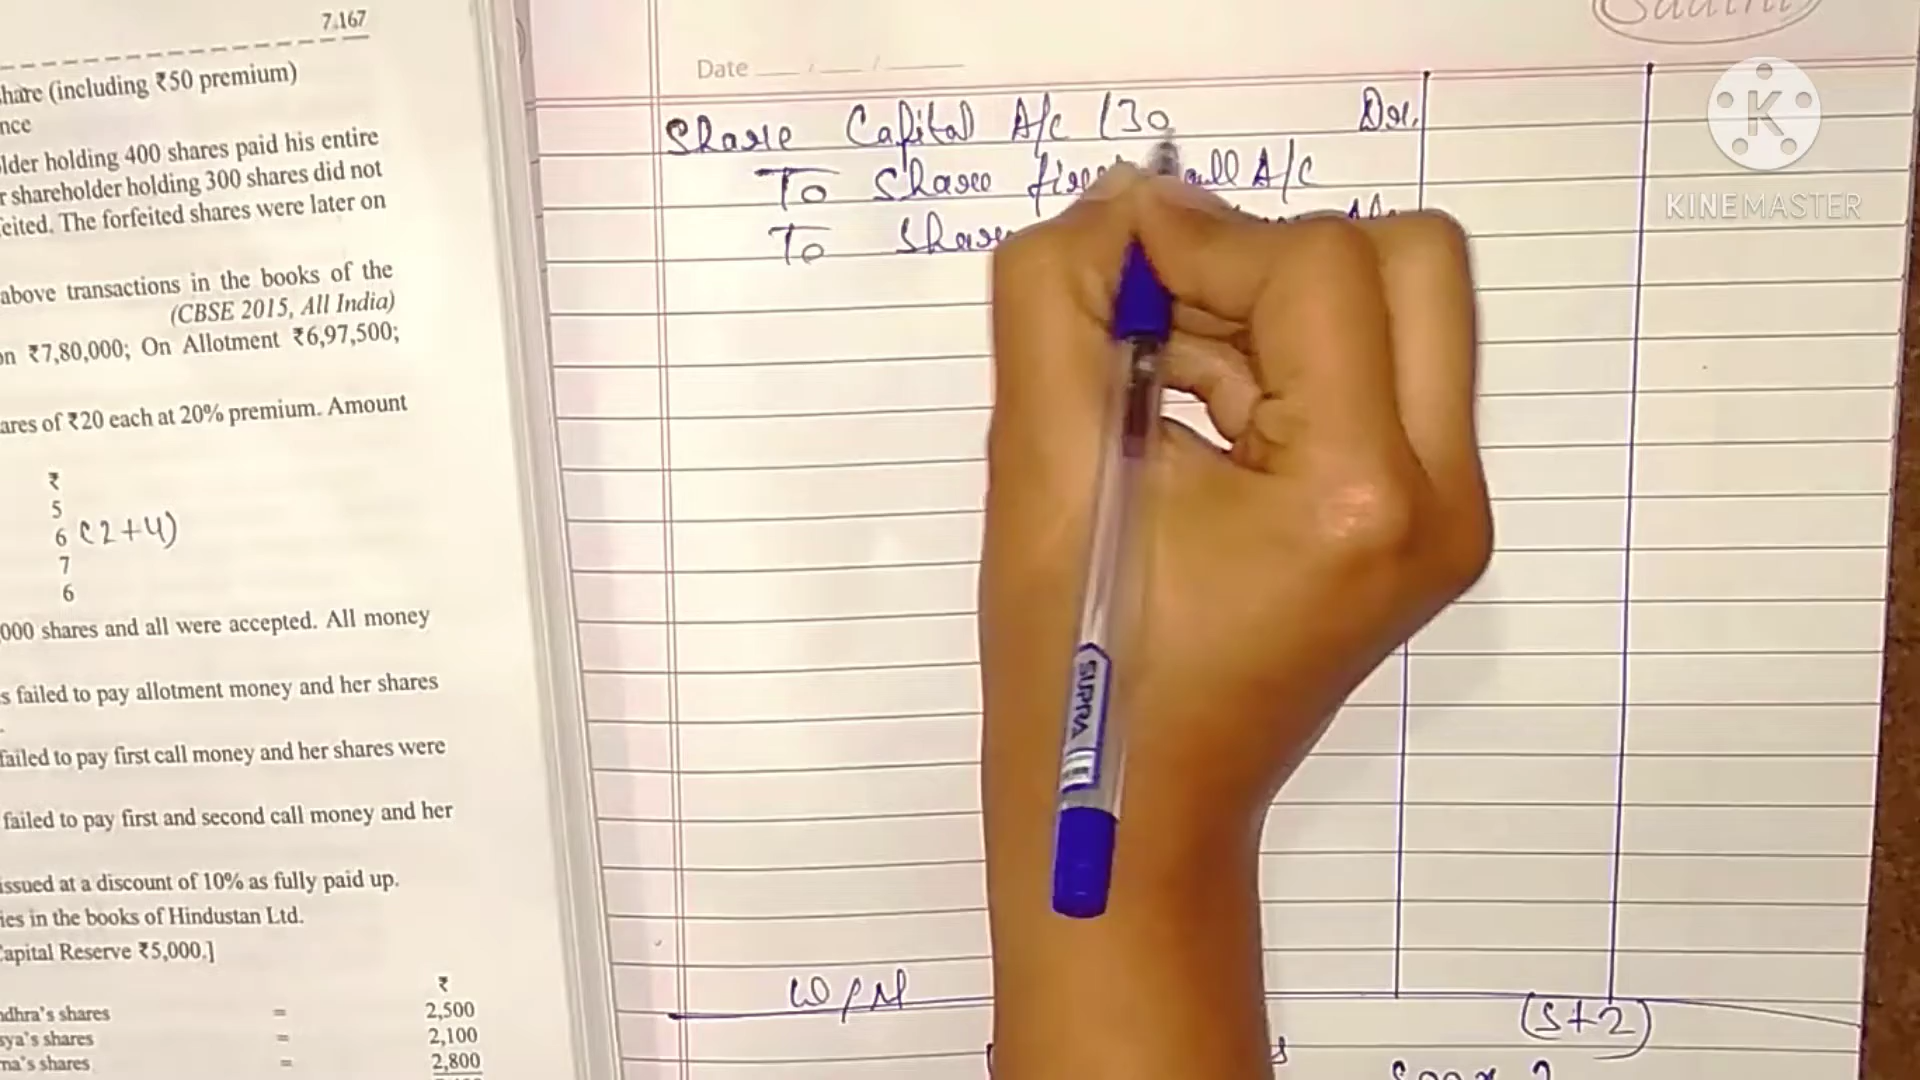 7.167
hare (including ₹50 premium)
nce
lder holding 400 shares paid his entire
r shareholder holding 300 shares did not
cited. The forfeited shares were later on
above transactions in the books of the
(CBSE 2015, All India)
on ₹7,80,000; On Allotment ₹6,97,500;
ares of ₹20 each at 20% premium. Amount
₹
5
6 (2+4)
7
6
000 shares and all were accepted. All money
s failed to pay allotment money and her shares
failed to pay first call money and her shares were
failed to pay first and second call money and her
issued at a discount of 10% as fully paid up.
ies in the books of Hindustan Ltd.
Capital Reserve ₹5,000.]
₹
ndhra's shares = 2,500
sya's shares = 2,100
na's shares = 2,800
Date
Share Capital A/c (30 Dr.
To Share A/c
To Share
W/N
(5+2)
SUPRA
K
KINEMASTER